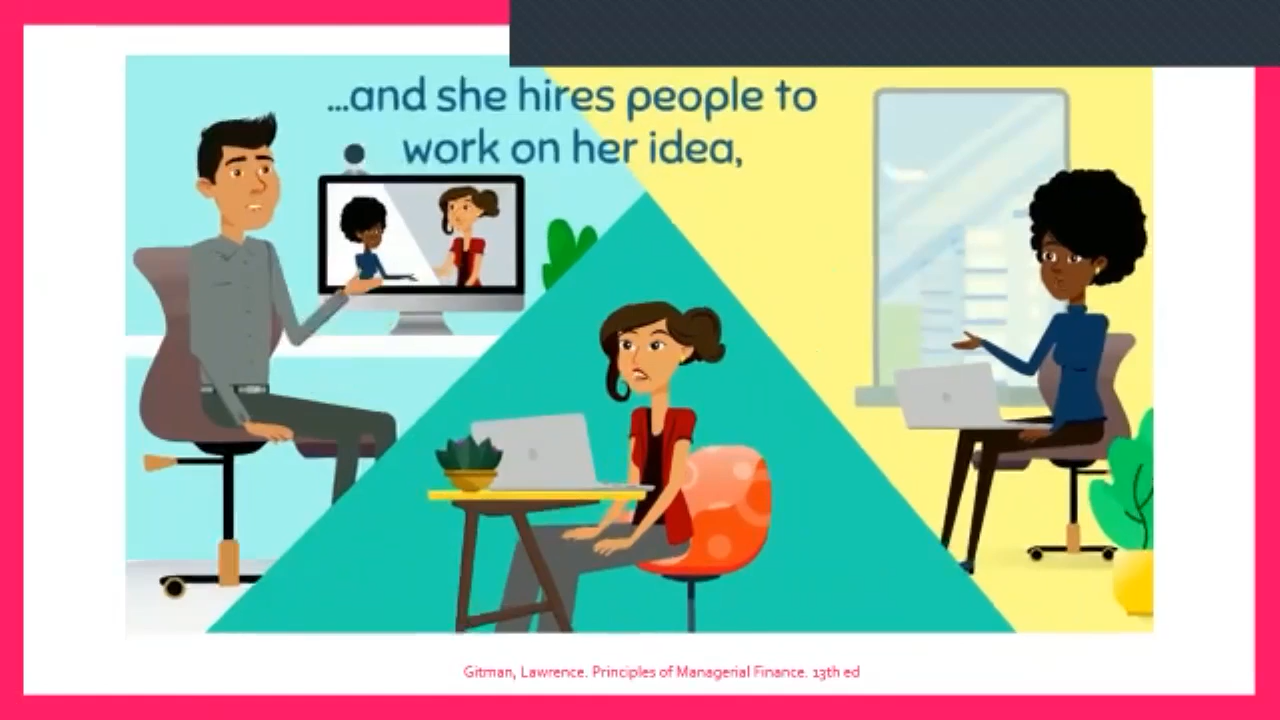 ...and she hires people to
work on her idea,
Gitman, Lawrence. Principles of Managerial Finance. 13th ed